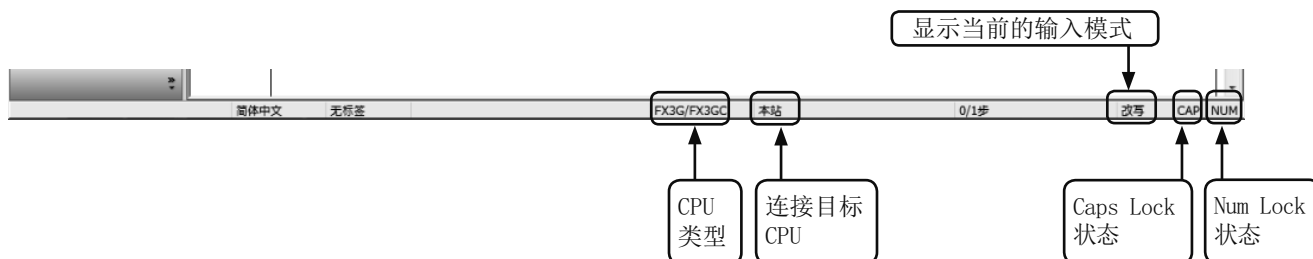 显示当前的输入模式
简体中文 无标签 FX3G/FX3GC 本站 0/1步 改写 CAP NUM
CPU
类型
连接目标
CPU
Caps Lock
状态
Num Lock
状态